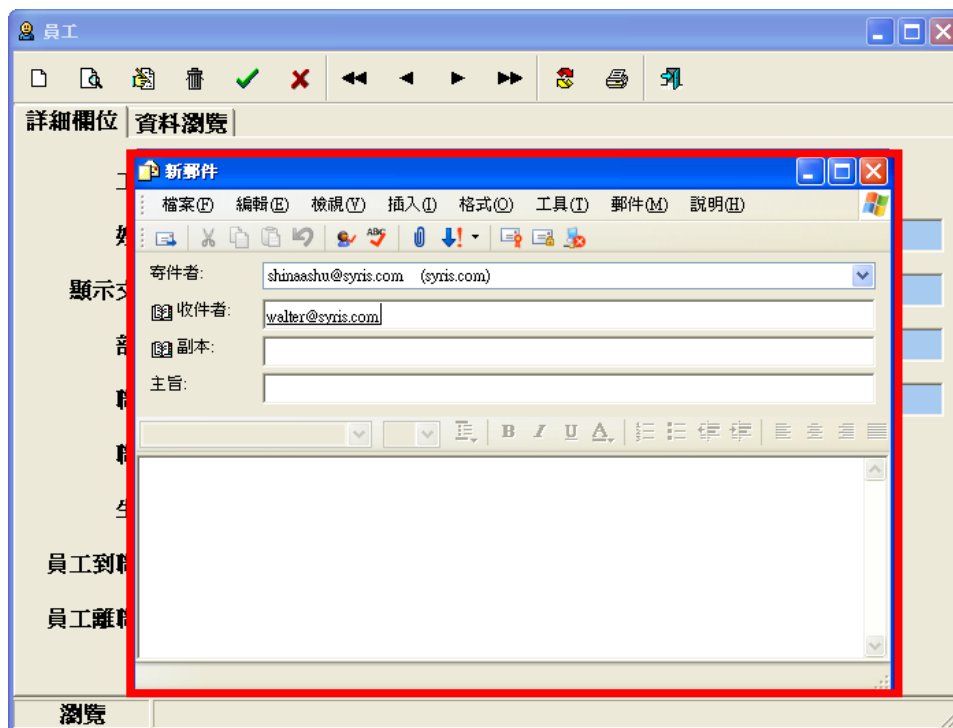 員工
詳細欄位 資料瀏覽
新郵件
檔案(F) 編輯(E) 檢視(V) 插入(I) 格式(O) 工具(T) 郵件(M) 說明(H)
ABC
寄件者: shinaashu@syris.com (syris.com)
收件者: walter@syris.com
顯示
副本:
主旨:
B I U A
員工到
員工離
瀏覽